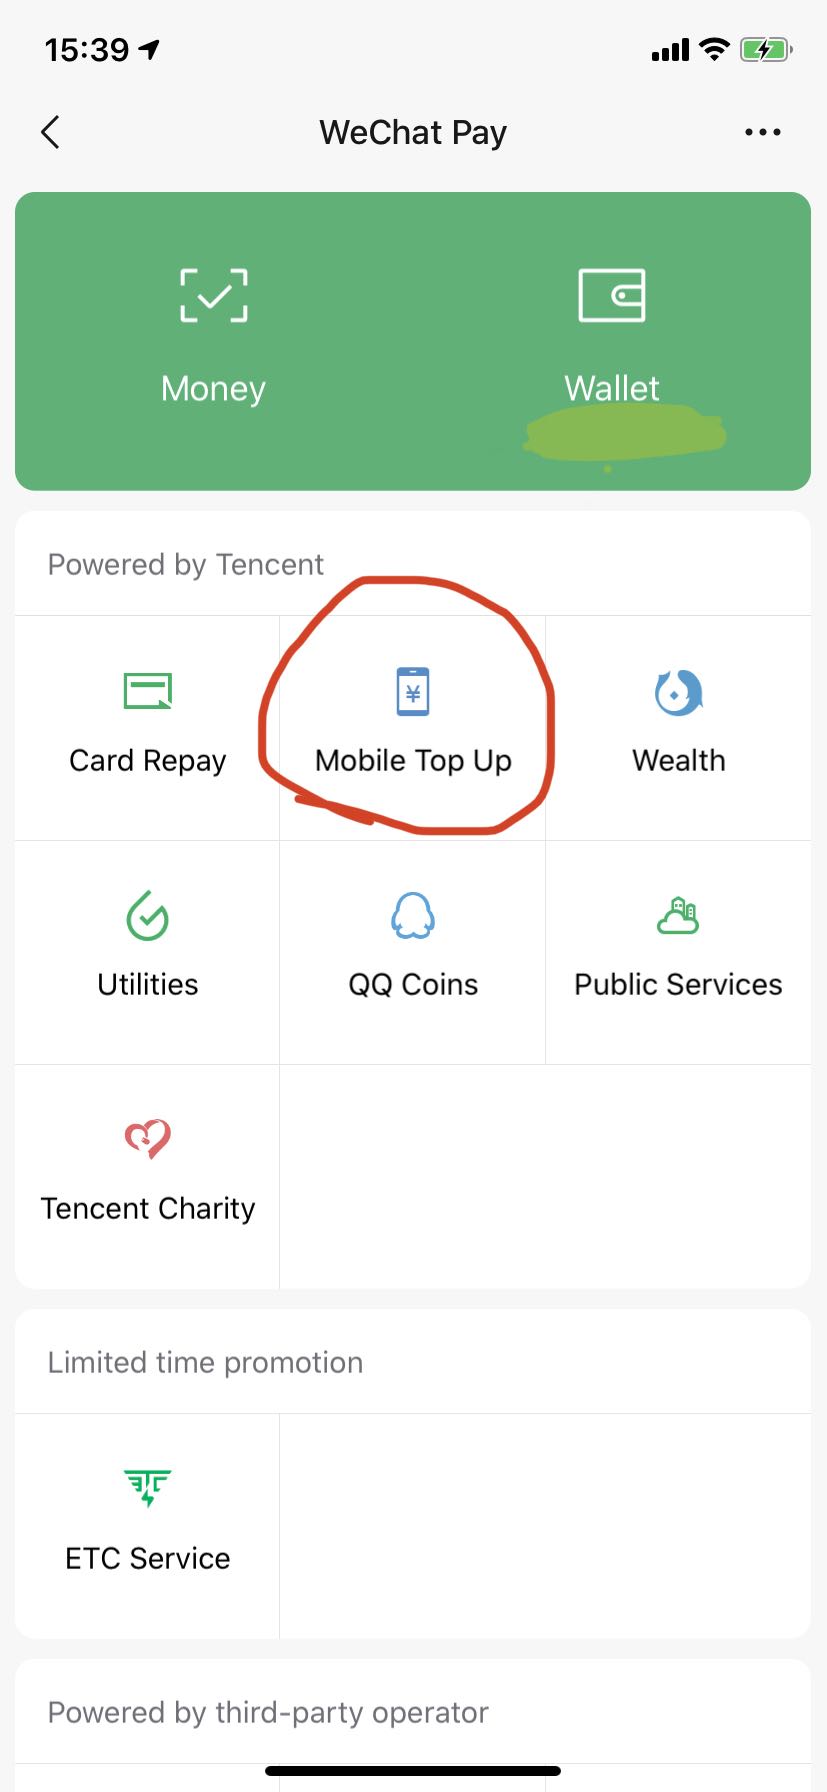 15:39
WeChat Pay
Money Wallet
Powered by Tencent
¥
Card Repay Mobile Top Up Wealth
Utilities QQ Coins Public Services
Tencent Charity
Limited time promotion
ETC
ETC Service
Powered by third-party operator